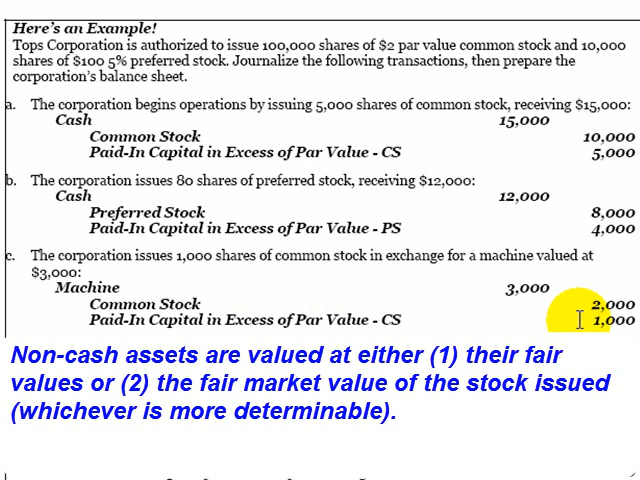 Here's an Example!
Tops Corporation is authorized to issue 100,000 shares of $2 par value common stock and 10,000
shares of $100 5% preferred stock. Journalize the following transactions, then prepare the
corporation's balance sheet.
a. The corporation begins operations by issuing 5,000 shares of common stock, receiving $15,000:
Cash 15,000
Common Stock 10,000
Paid-In Capital in Excess of Par Value - CS 5,000
b. The corporation issues 80 shares of preferred stock, receiving $12,000:
Cash 12,000
Preferred Stock 8,000
Paid-In Capital in Excess of Par Value - PS 4,000
c. The corporation issues 1,000 shares of common stock in exchange for a machine valued at
$3,000:
Machine 3,000
Common Stock 2,000
Paid-In Capital in Excess of Par Value - CS 1,000
Non-cash assets are valued at either (1) their fair
values or (2) the fair market value of the stock issued
(whichever is more determinable).